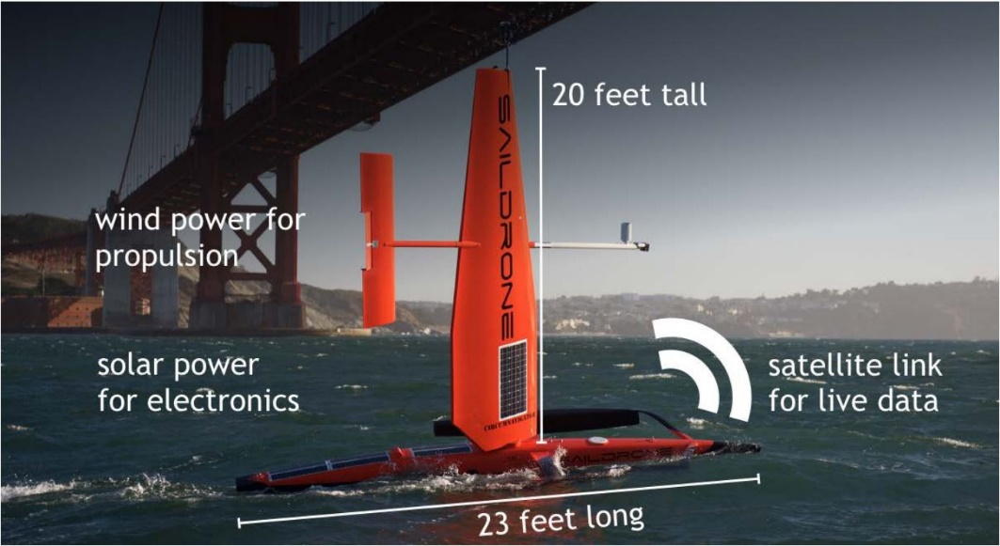 20 feet tall
SAILDRONE
wind power for
propulsion
solar power
for electronics
satellite link
for live data
CIRCUMNAVIGATOR
SAILDRONE
23 feet long